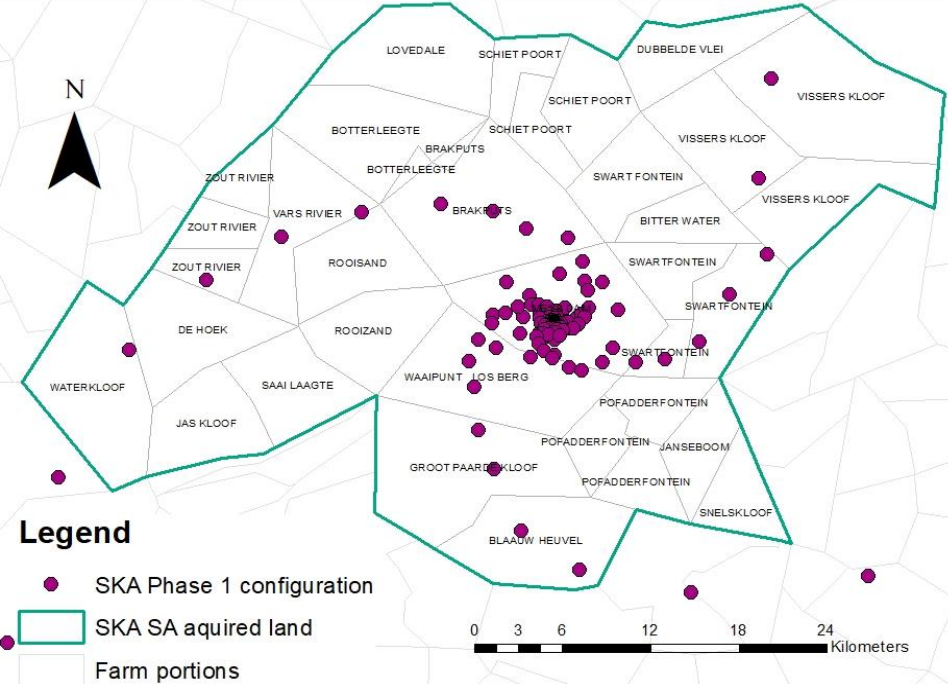 LOVEDALE
SCHIET POORT
DUBBELDE VLEI
VISSERS KLOOF
SCHIET POORT
N
BOTTERLEEGTE
SCHIET POORT
VISSERS KLOOF
BRAKPUTS
BOTTERLEEGTE
ZOUT RIVIER
SWART FONTEIN
VISSERS KLOOF
VARS RIVIER
BRAKPUTS
BITTER WATER
ZOUT RIVIER
ZOUT RIVIER
ROOISAND
SWARTFONTEIN
SWARTFONTEIN
DE HOEK
ROOIZAND
SWARTFONTEIN
WATERKLOOF
SAAI LAAGTE
WAAIPUNT
LOS BERG
POFADDERFONTEIN
JAS KLOOF
POFADDERFONTEIN
JANSEBOOM
GROOT PAARDE KLOOF
POFADDERFONTEIN
SNELSKLOOF
BLAAUW HEUVEL
Legend
SKA Phase 1 configuration
SKA SA aquired land
Farm portions
0 3 6 12 18 24
Kilometers